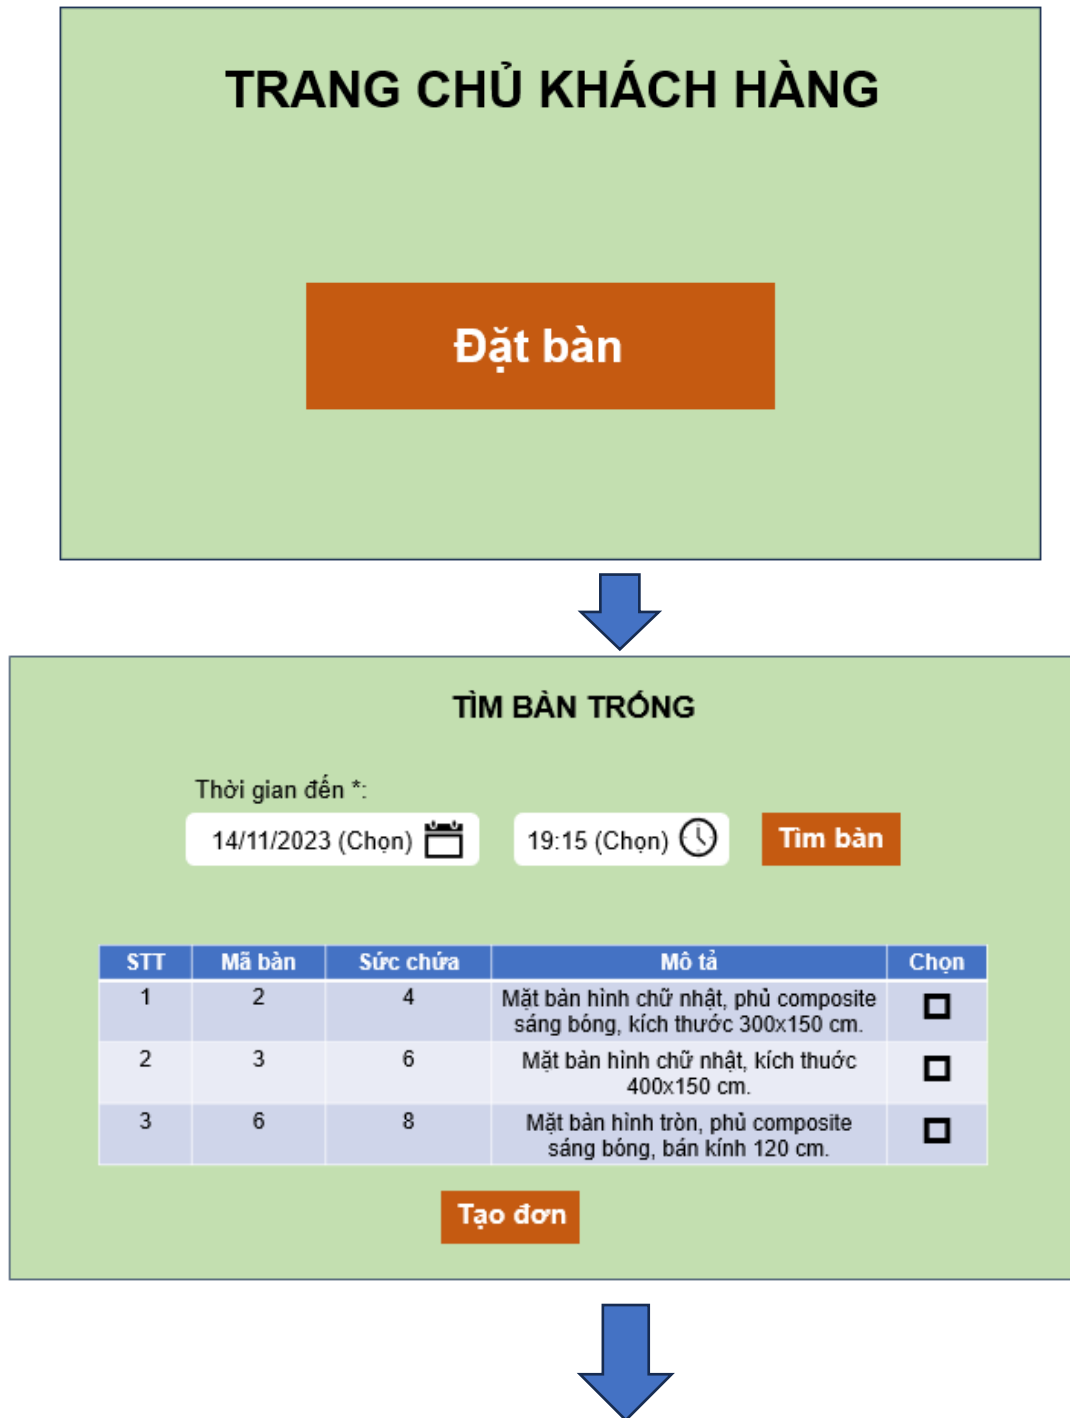 TRANG CHỦ KHÁCH HÀNG
Đặt bàn
TÌM BÀN TRỐNG
Thời gian đến *:
14/11/2023 (Chọn) 19:15 (Chọn) Tìm bàn
STT Mã bàn Sức chứa Mô tả Chọn
1 2 4 Mặt bàn hình chữ nhật, phủ composite
sáng bóng, kích thước 300x150 cm.
2 3 6 Mặt bàn hình chữ nhật, kích thuớc
400x150 cm.
3 6 8 Mặt bàn hình tròn, phủ composite
sáng bóng, bán kính 120 cm.
Tạo đơn